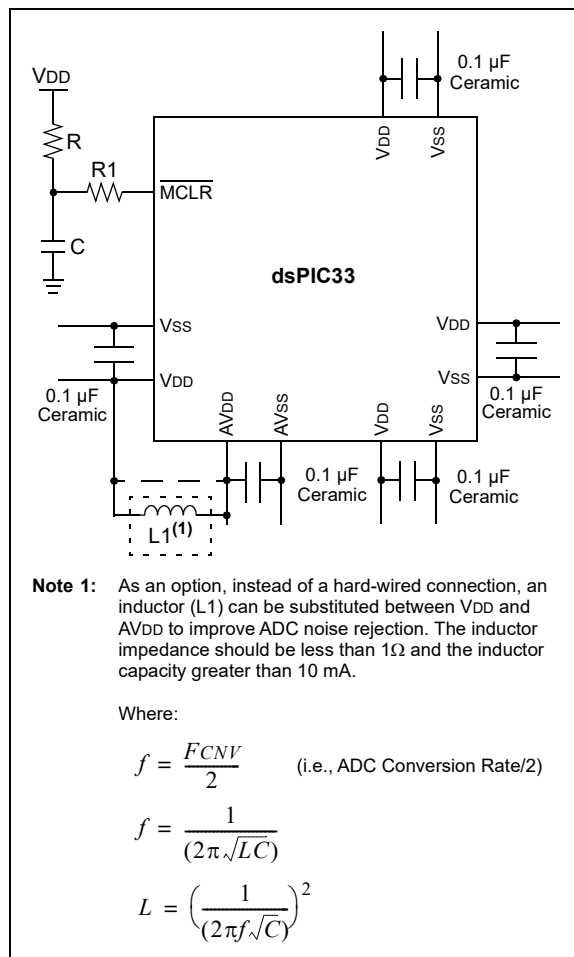 0.1 µF
Ceramic
VDD
VDD
VSS
R
R1
MCLR
C
dsPIC33
VSS
VDD
VDD
VSS
0.1 µF
Ceramic
0.1 µF
Ceramic
AVDD
AVSS
VDD
VSS
0.1 µF
Ceramic
0.1 µF
Ceramic
L1(1)
Note 1: As an option, instead of a hard-wired connection, an
inductor (L1) can be substituted between VDD and
AVDD to improve ADC noise rejection. The inductor
impedance should be less than 1Ω and the inductor
capacity greater than 10 mA.
Where:
f = FCNV / 2 (i.e., ADC Conversion Rate/2)
f = 1 / (2π√LC)
L = (1 / (2πf√C))²